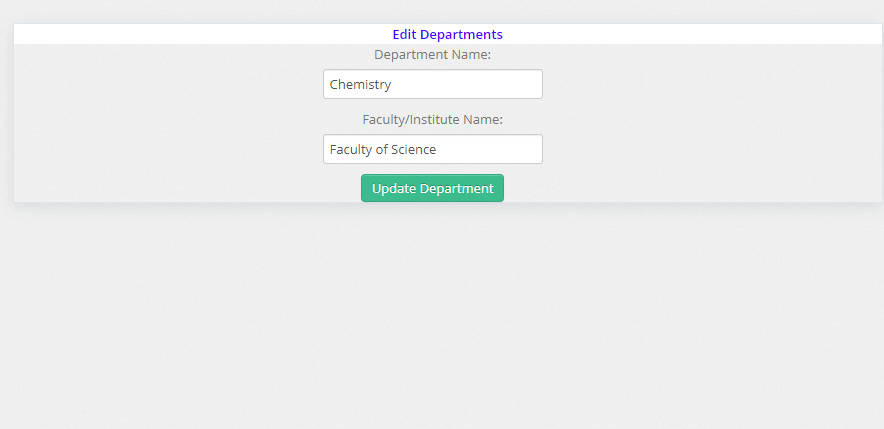 Edit Departments
Department Name:
Chemistry
Faculty/Institute Name:
Faculty of Science
Update Department